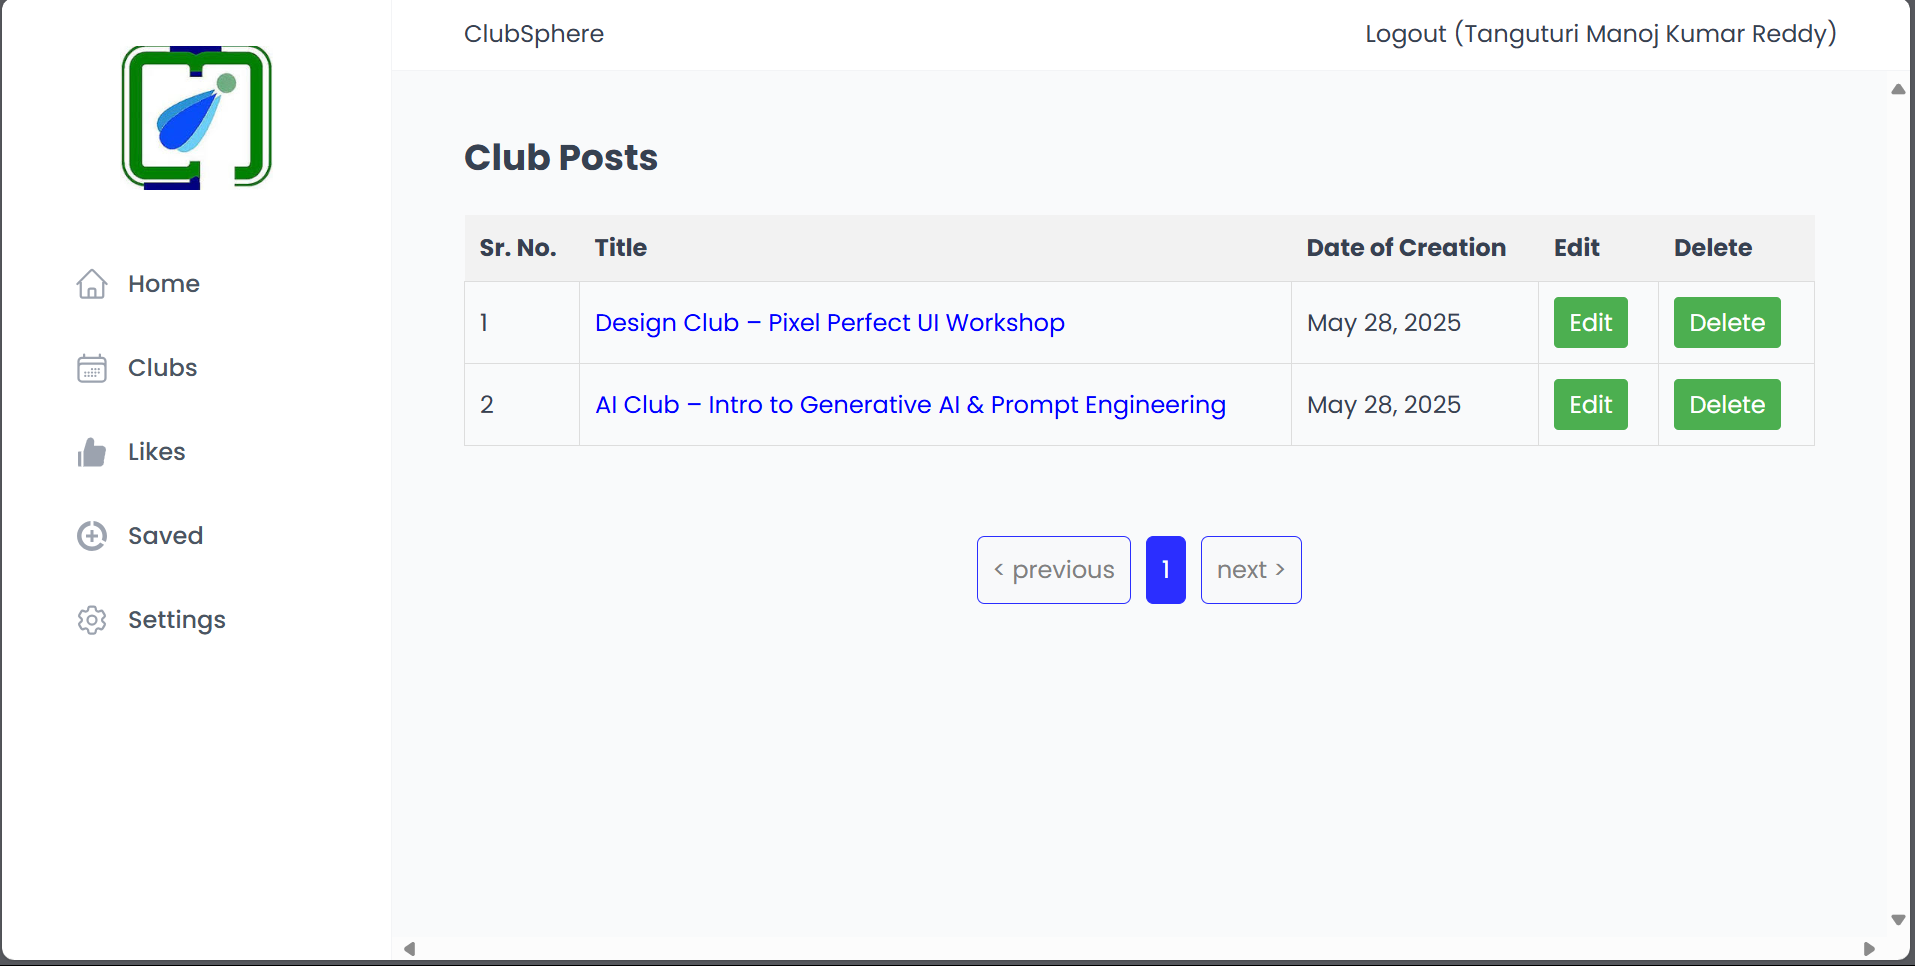 ClubSphere
Logout (Tanguturi Manoj Kumar Reddy)
Home
Clubs
Likes
Saved
Settings
Club Posts
Sr. No. Title Date of Creation Edit Delete
1 Design Club – Pixel Perfect UI Workshop May 28, 2025 Edit Delete
2 AI Club – Intro to Generative AI & Prompt Engineering May 28, 2025 Edit Delete
< previous 1 next >